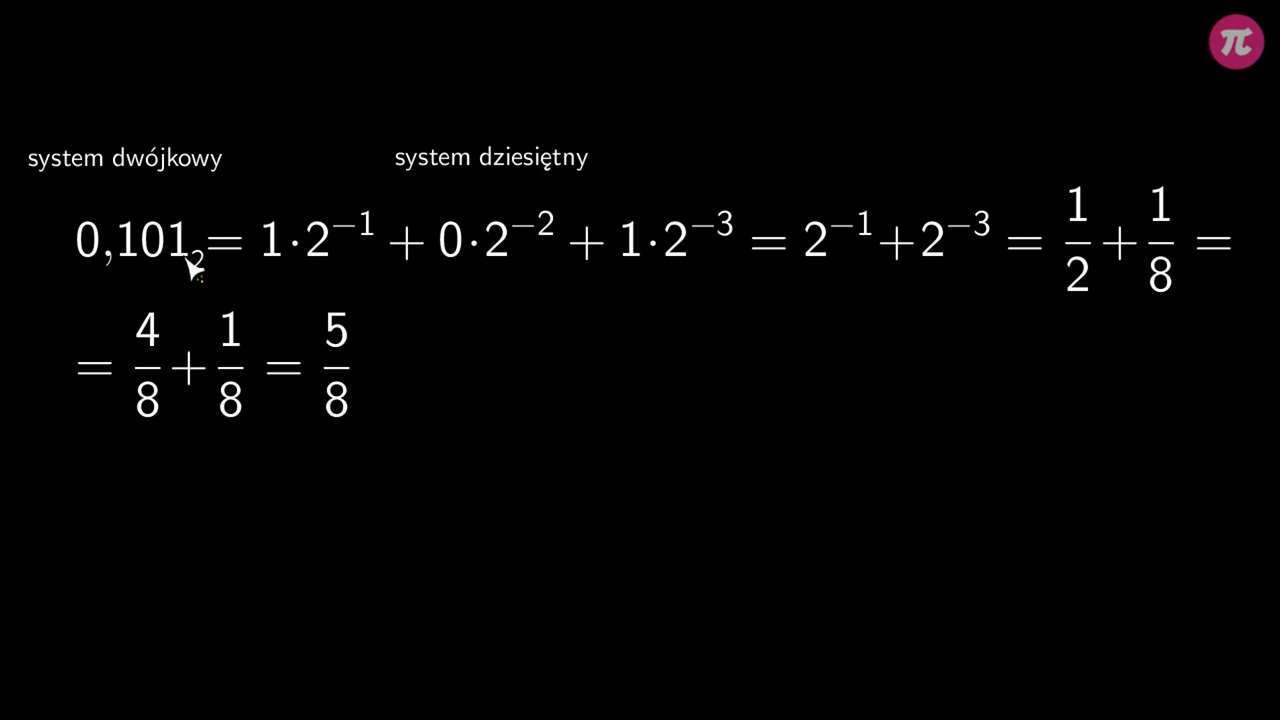 system dwójkowy system dziesiętny
0,101₂ = 1·2⁻¹ + 0·2⁻² + 1·2⁻³ = 2⁻¹+2⁻³ = 1/2 + 1/8 =
= 4/8 + 1/8 = 5/8
π